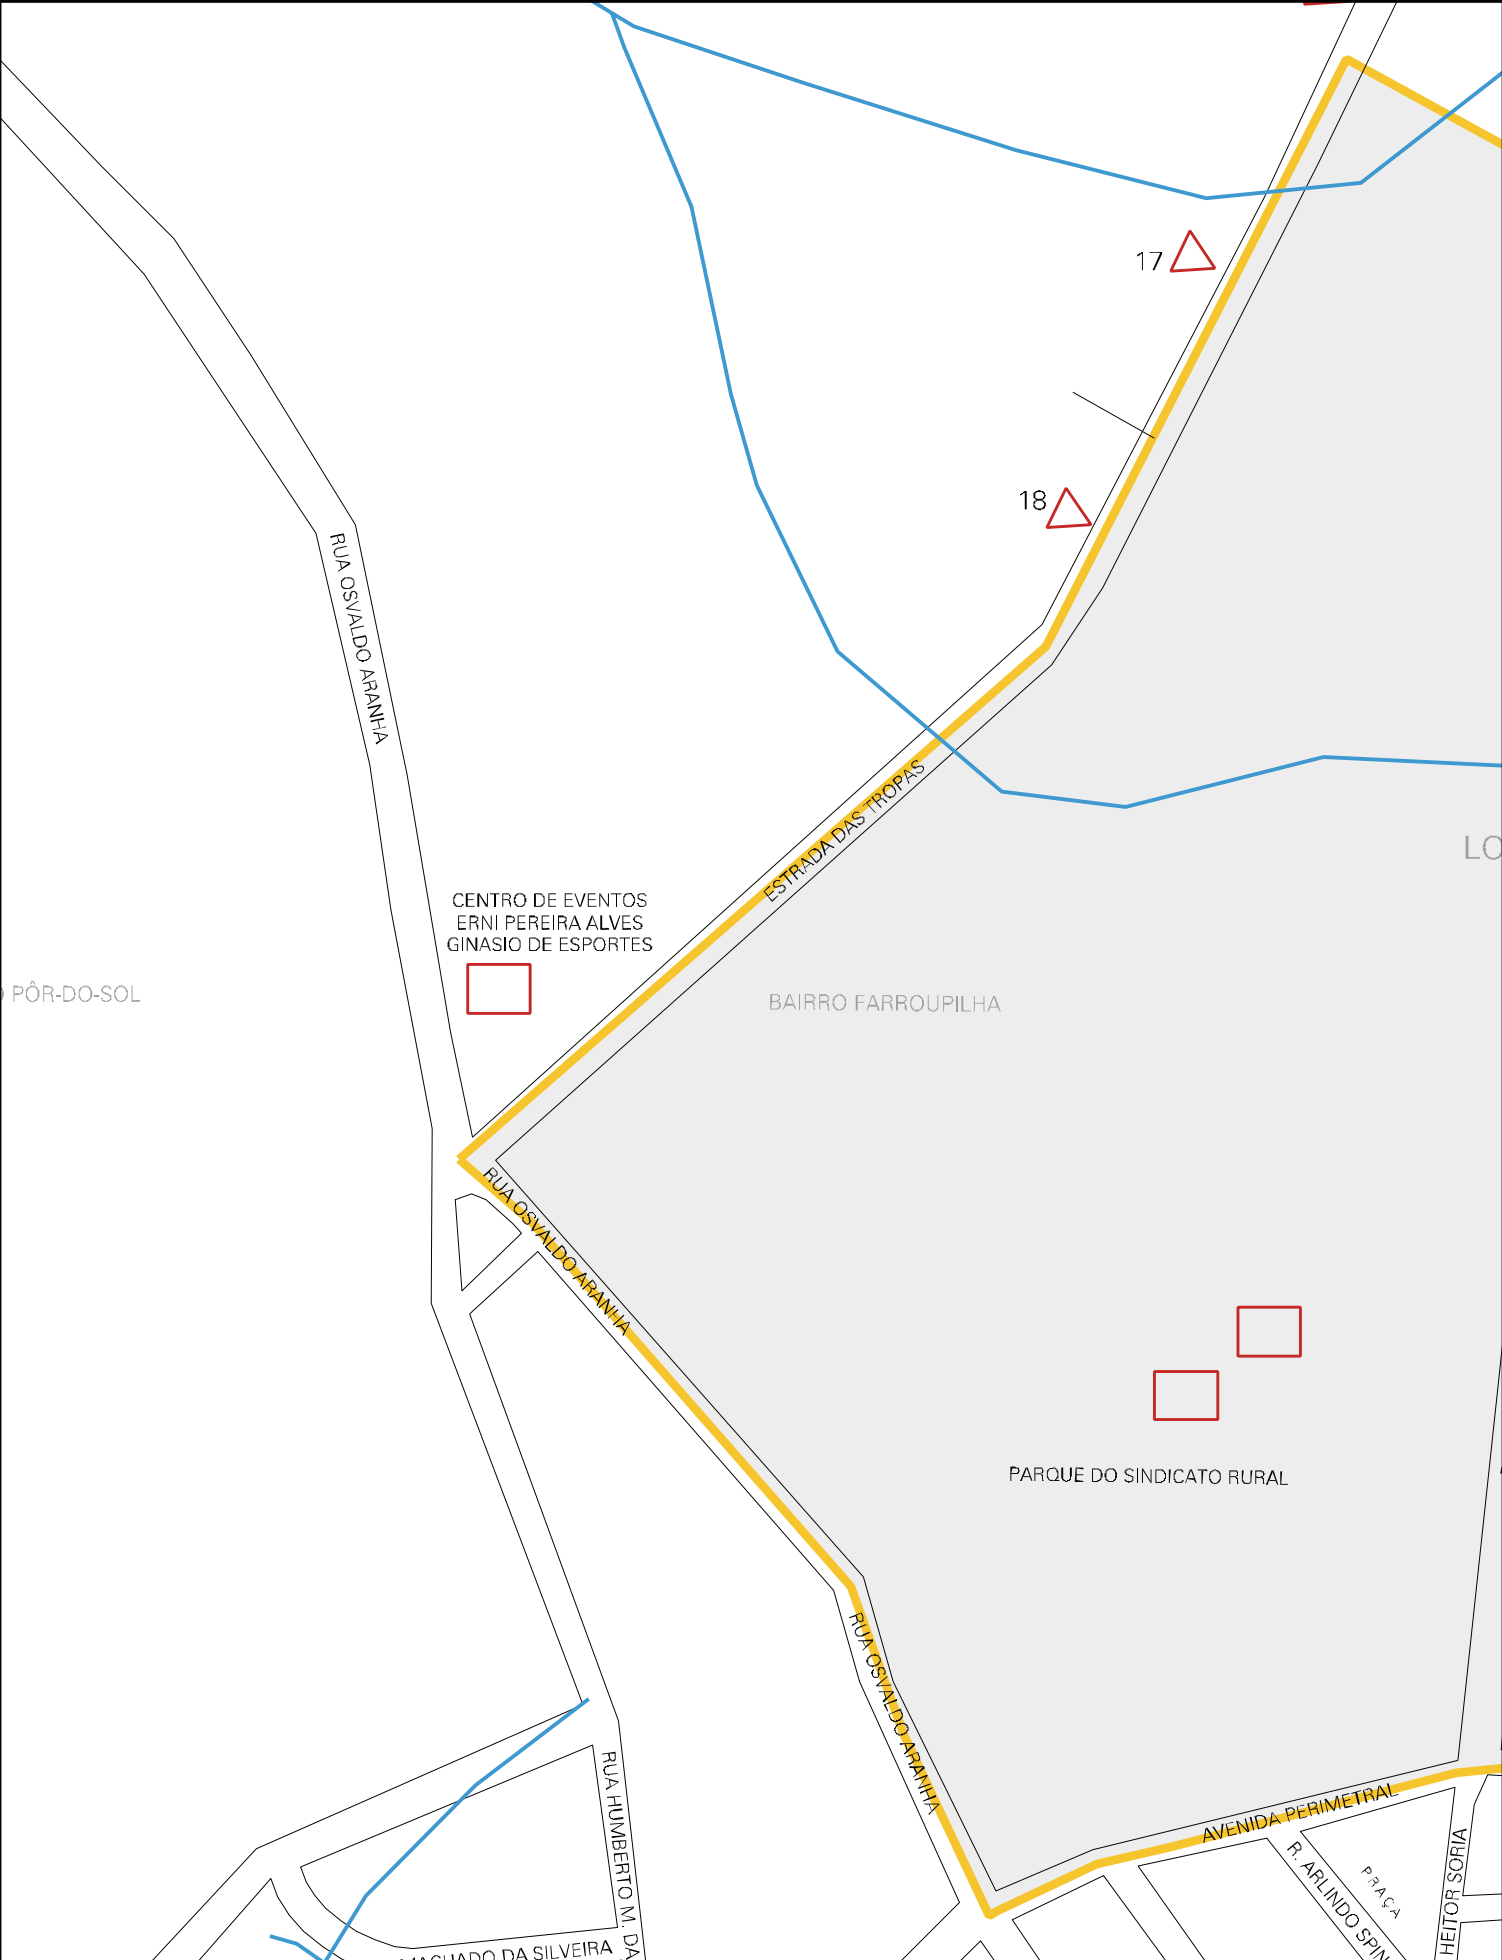 17
18
RUA OSVALDO ARANHA
ESTRADA DAS TROPAS
LO
CENTRO DE EVENTOS
ERNI PEREIRA ALVES
GINASIO DE ESPORTES
PÔR-DO-SOL
BAIRRO FARROUPILHA
RUA OSVALDO ARANHA
PARQUE DO SINDICATO RURAL
RUA OSVALDO ARANHA
AVENIDA PERIMETRAL
RUA HUMBERTO M. DA
R. ARLINDO SPIN
PRAÇA
HEITOR SORIA
MACHADO DA SILVEIRA